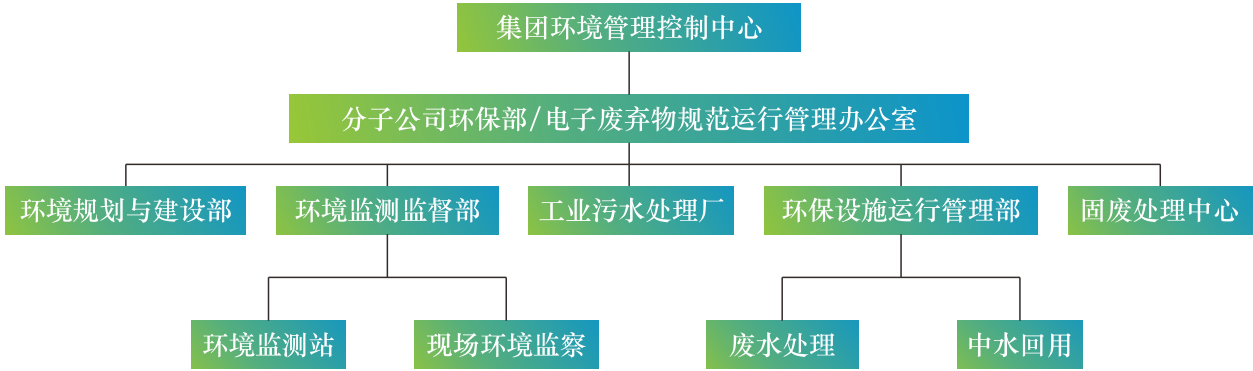 集团环境管理控制中心
分子公司环保部/电子废弃物规范运行管理办公室
环境规划与建设部
环境监测监督部
工业污水处理厂
环保设施运行管理部
固废处理中心
环境监测站
现场环境监察
废水处理
中水回用